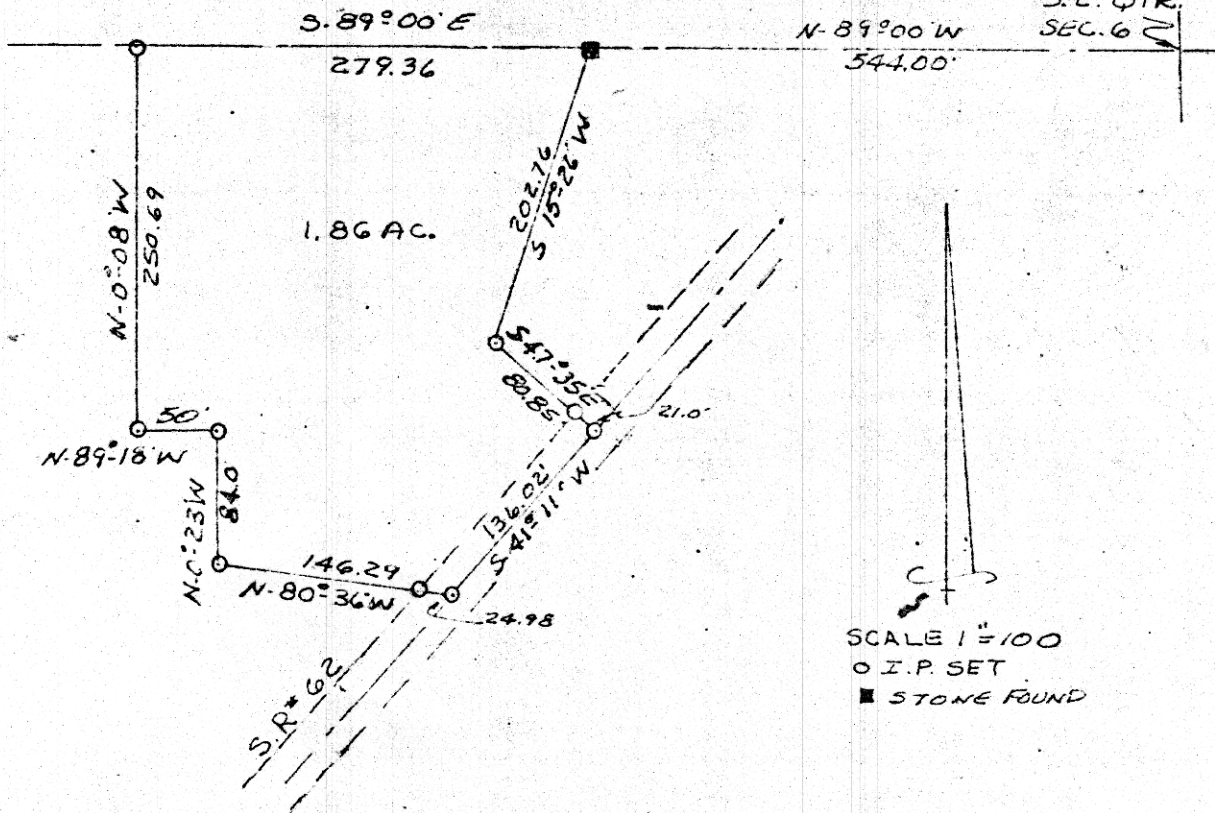 S. 89° 00' E
279.36
N-89°00' W
544.00'
SEC. 6
N-0°-08' W
250.69
1.86 AC.
202.76
S 15°-26' W
S 47°-35' E
80.85
21.0'
50'
N-89°-18' W
N-0°-23' W
84.0
136.02'
S 41°-11' W
146.29
N-80°-36' W
24.98
S.R# 62
SCALE 1"=100
O I.P. SET
■ STONE FOUND